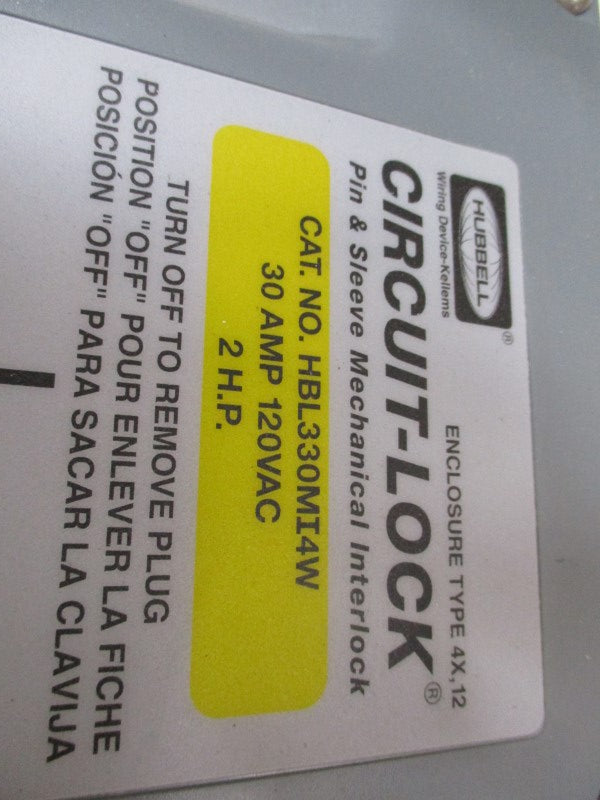 HUBBELL®
Wiring Device-Kellems
ENCLOSURE TYPE 4X,12
CIRCUIT-LOCK®
Pin & Sleeve Mechanical Interlock
CAT. NO. HBL330MI4W
30 AMP 120VAC
2 H.P.
TURN OFF TO REMOVE PLUG
POSITION "OFF" POUR ENLEVER LA FICHE
POSICIÓN "OFF" PARA SACAR LA CLAVIJA